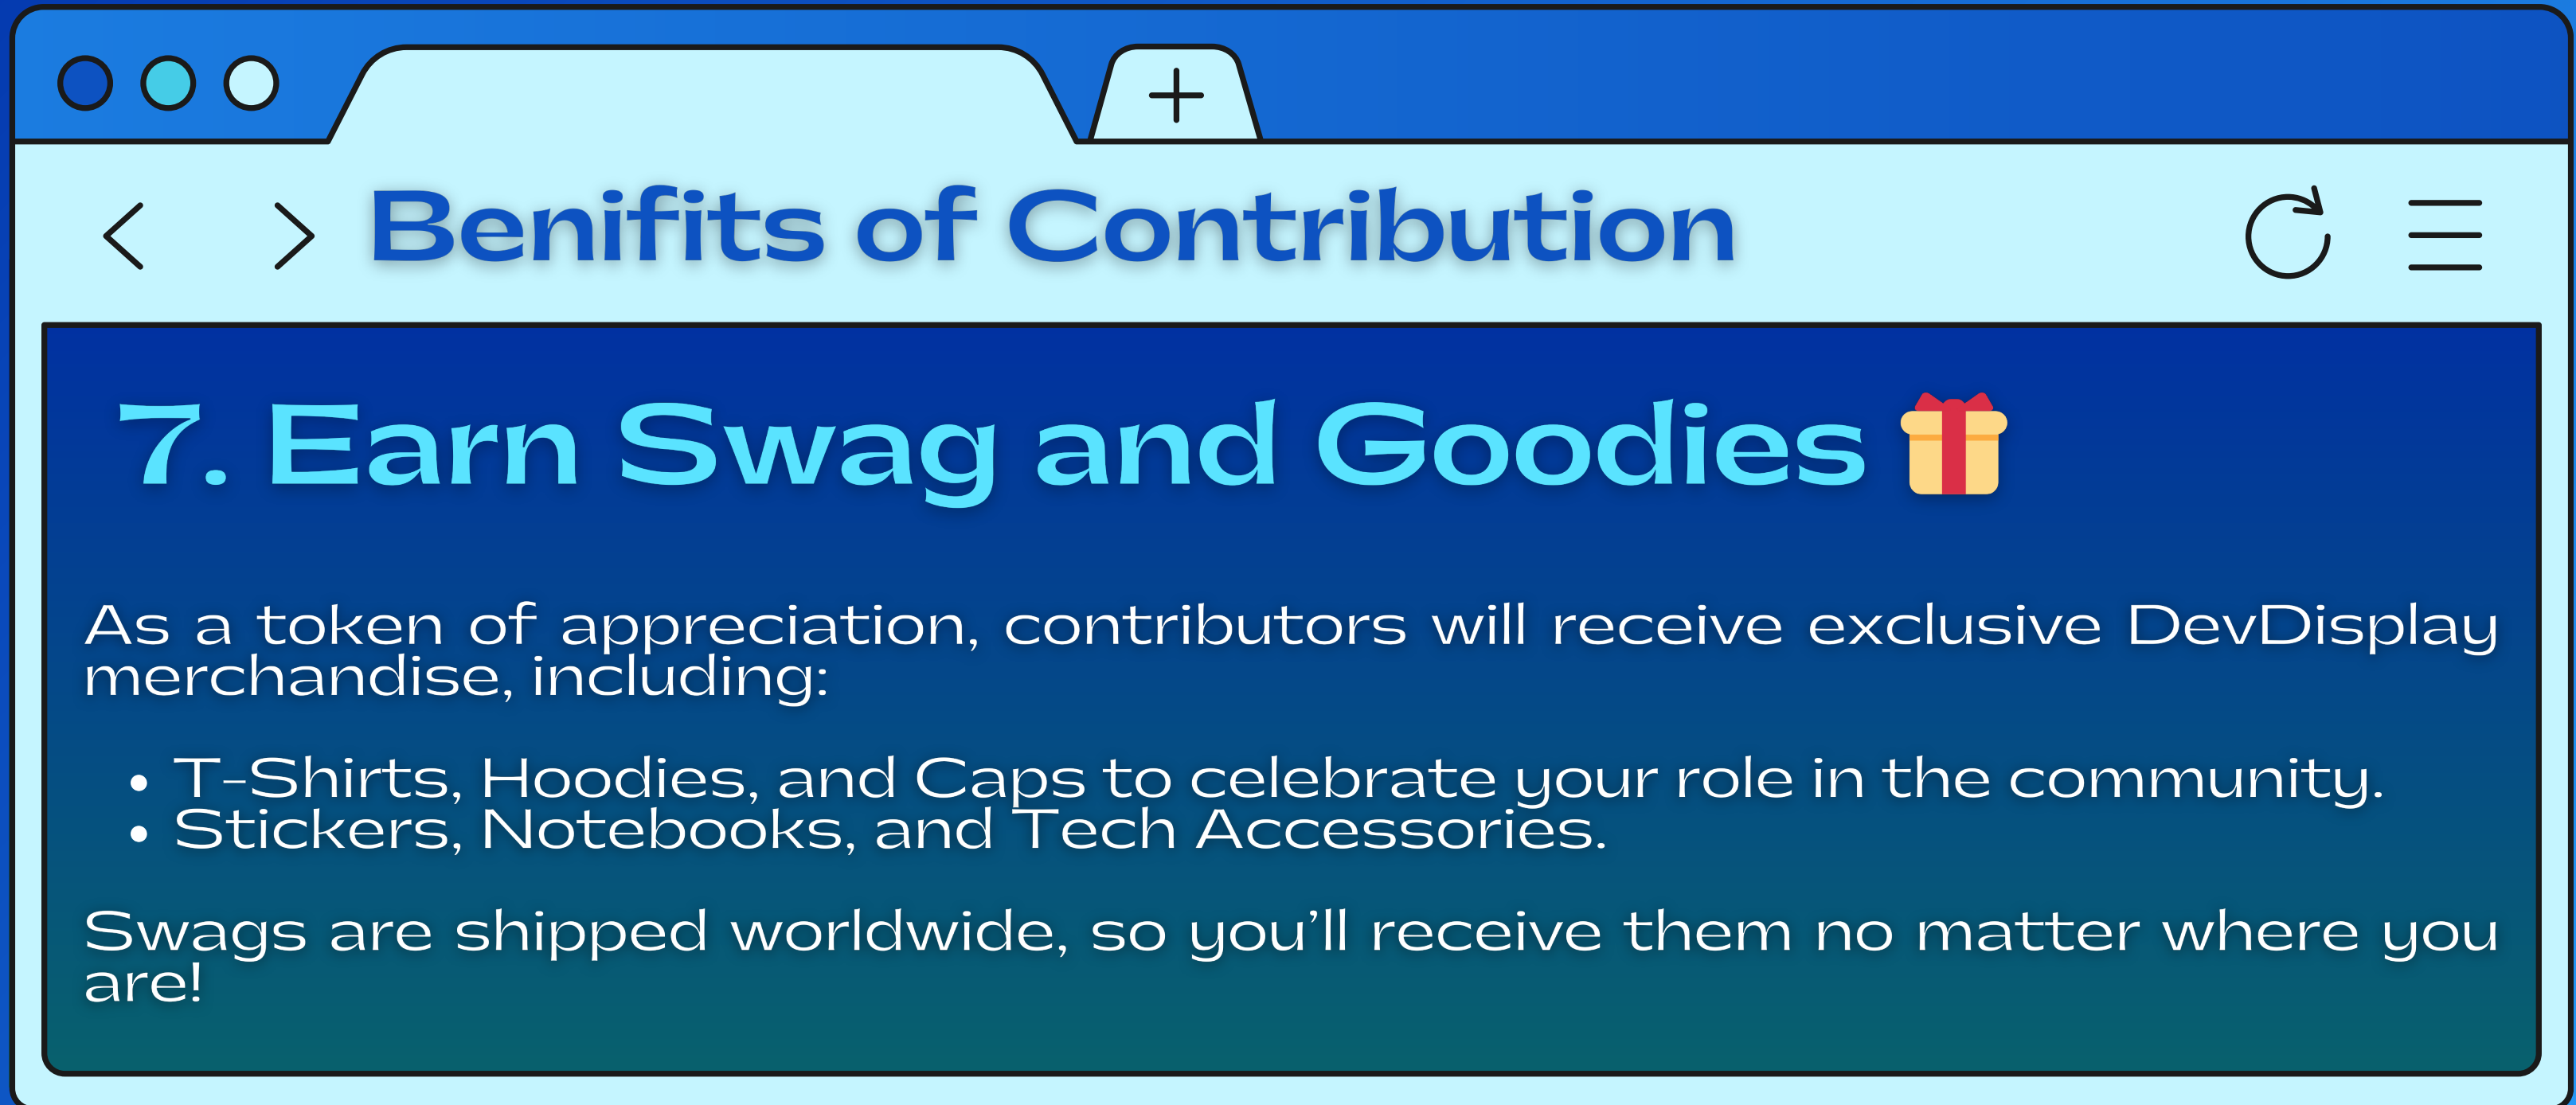 Benifits of Contribution
7. Earn Swag and Goodies 🎁
As a token of appreciation, contributors will receive exclusive DevDisplay
merchandise, including:
• T-Shirts, Hoodies, and Caps to celebrate your role in the community.
• Stickers, Notebooks, and Tech Accessories.
Swags are shipped worldwide, so you’ll receive them no matter where you
are!